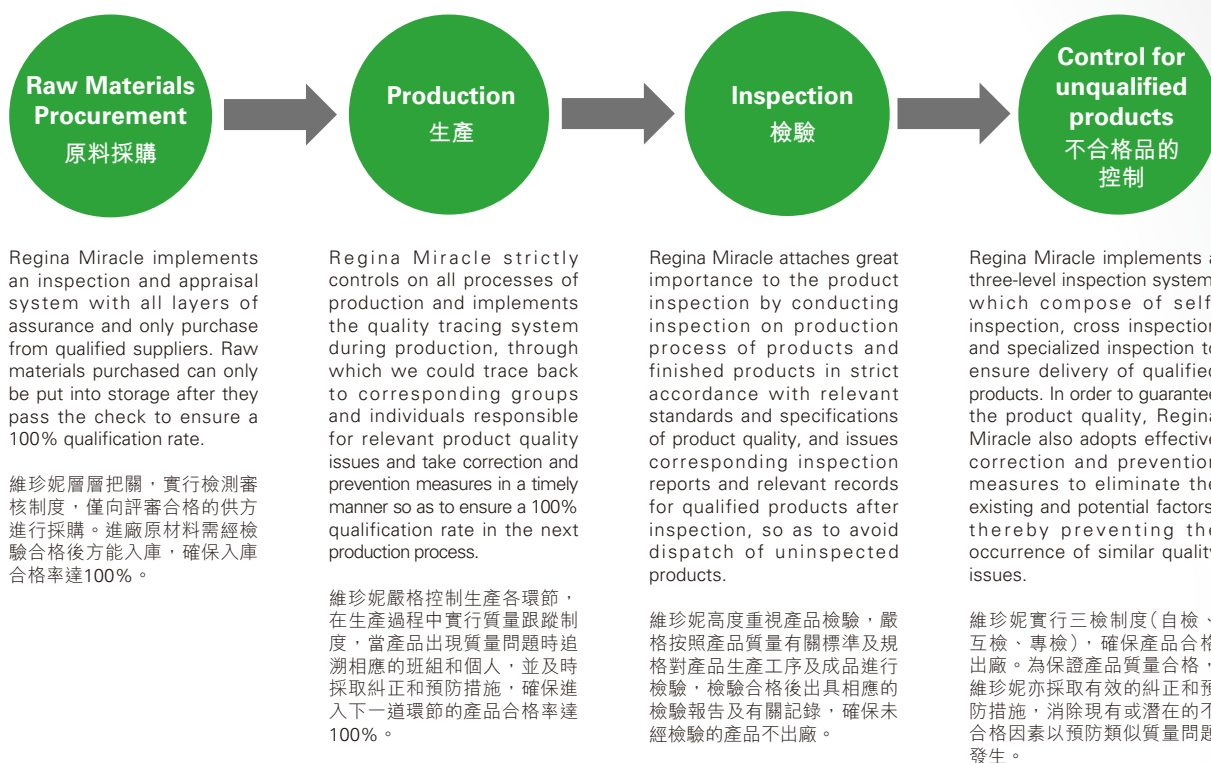 Raw Materials
Procurement
原料採購
Production
生產
Inspection
檢驗
Control for
unqualified
products
不合格品的
控制
Regina Miracle implements
an inspection and appraisal
system with all layers of
assurance and only purchase
from qualified suppliers. Raw
materials purchased can only
be put into storage after they
pass the check to ensure a
100% qualification rate.
維珍妮層層把關，實行檢測審
核制度，僅向評審合格的供方
進行採購。進廠原材料需經檢
驗合格後方能入庫，確保入庫
合格率達100%。
Regina Miracle strictly
controls on all processes of
production and implements
the quality tracing system
during production, through
which we could trace back
to corresponding groups
and individuals responsible
for relevant product quality
issues and take correction and
prevention measures in a timely
manner so as to ensure a 100%
qualification rate in the next
production process.
維珍妮嚴格控制生產各環節，
在生產過程中實行質量跟蹤制
度，當產品出現質量問題時追
溯相應的班組和個人，並及時
採取糾正和預防措施，確保進
入下一道環節的產品合格率達
100%。
Regina Miracle attaches great
importance to the product
inspection by conducting
inspection on production
process of products and
finished products in strict
accordance with relevant
standards and specifications
of product quality, and issues
corresponding inspection
reports and relevant records
for qualified products after
inspection, so as to avoid
dispatch of uninspected
products.
維珍妮高度重視產品檢驗，嚴
格按照產品質量有關標準及規
格對產品生產工序及成品進行
檢驗，檢驗合格後出具相應的
檢驗報告及有關記錄，確保未
經檢驗的產品不出廠。
Regina Miracle implements a
three-level inspection system
which compose of self
inspection, cross inspection
and specialized inspection to
ensure delivery of qualified
products. In order to guarantee
the product quality, Regina
Miracle also adopts effective
correction and prevention
measures to eliminate the
existing and potential factors
thereby preventing the
occurrence of similar quality
issues.
維珍妮實行三檢制度（自檢、
互檢、專檢），確保產品合格
出廠。為保證產品質量合格，
維珍妮亦採取有效的糾正和預
防措施，消除現有或潛在的不
合格因素以預防類似質量問題
發生。